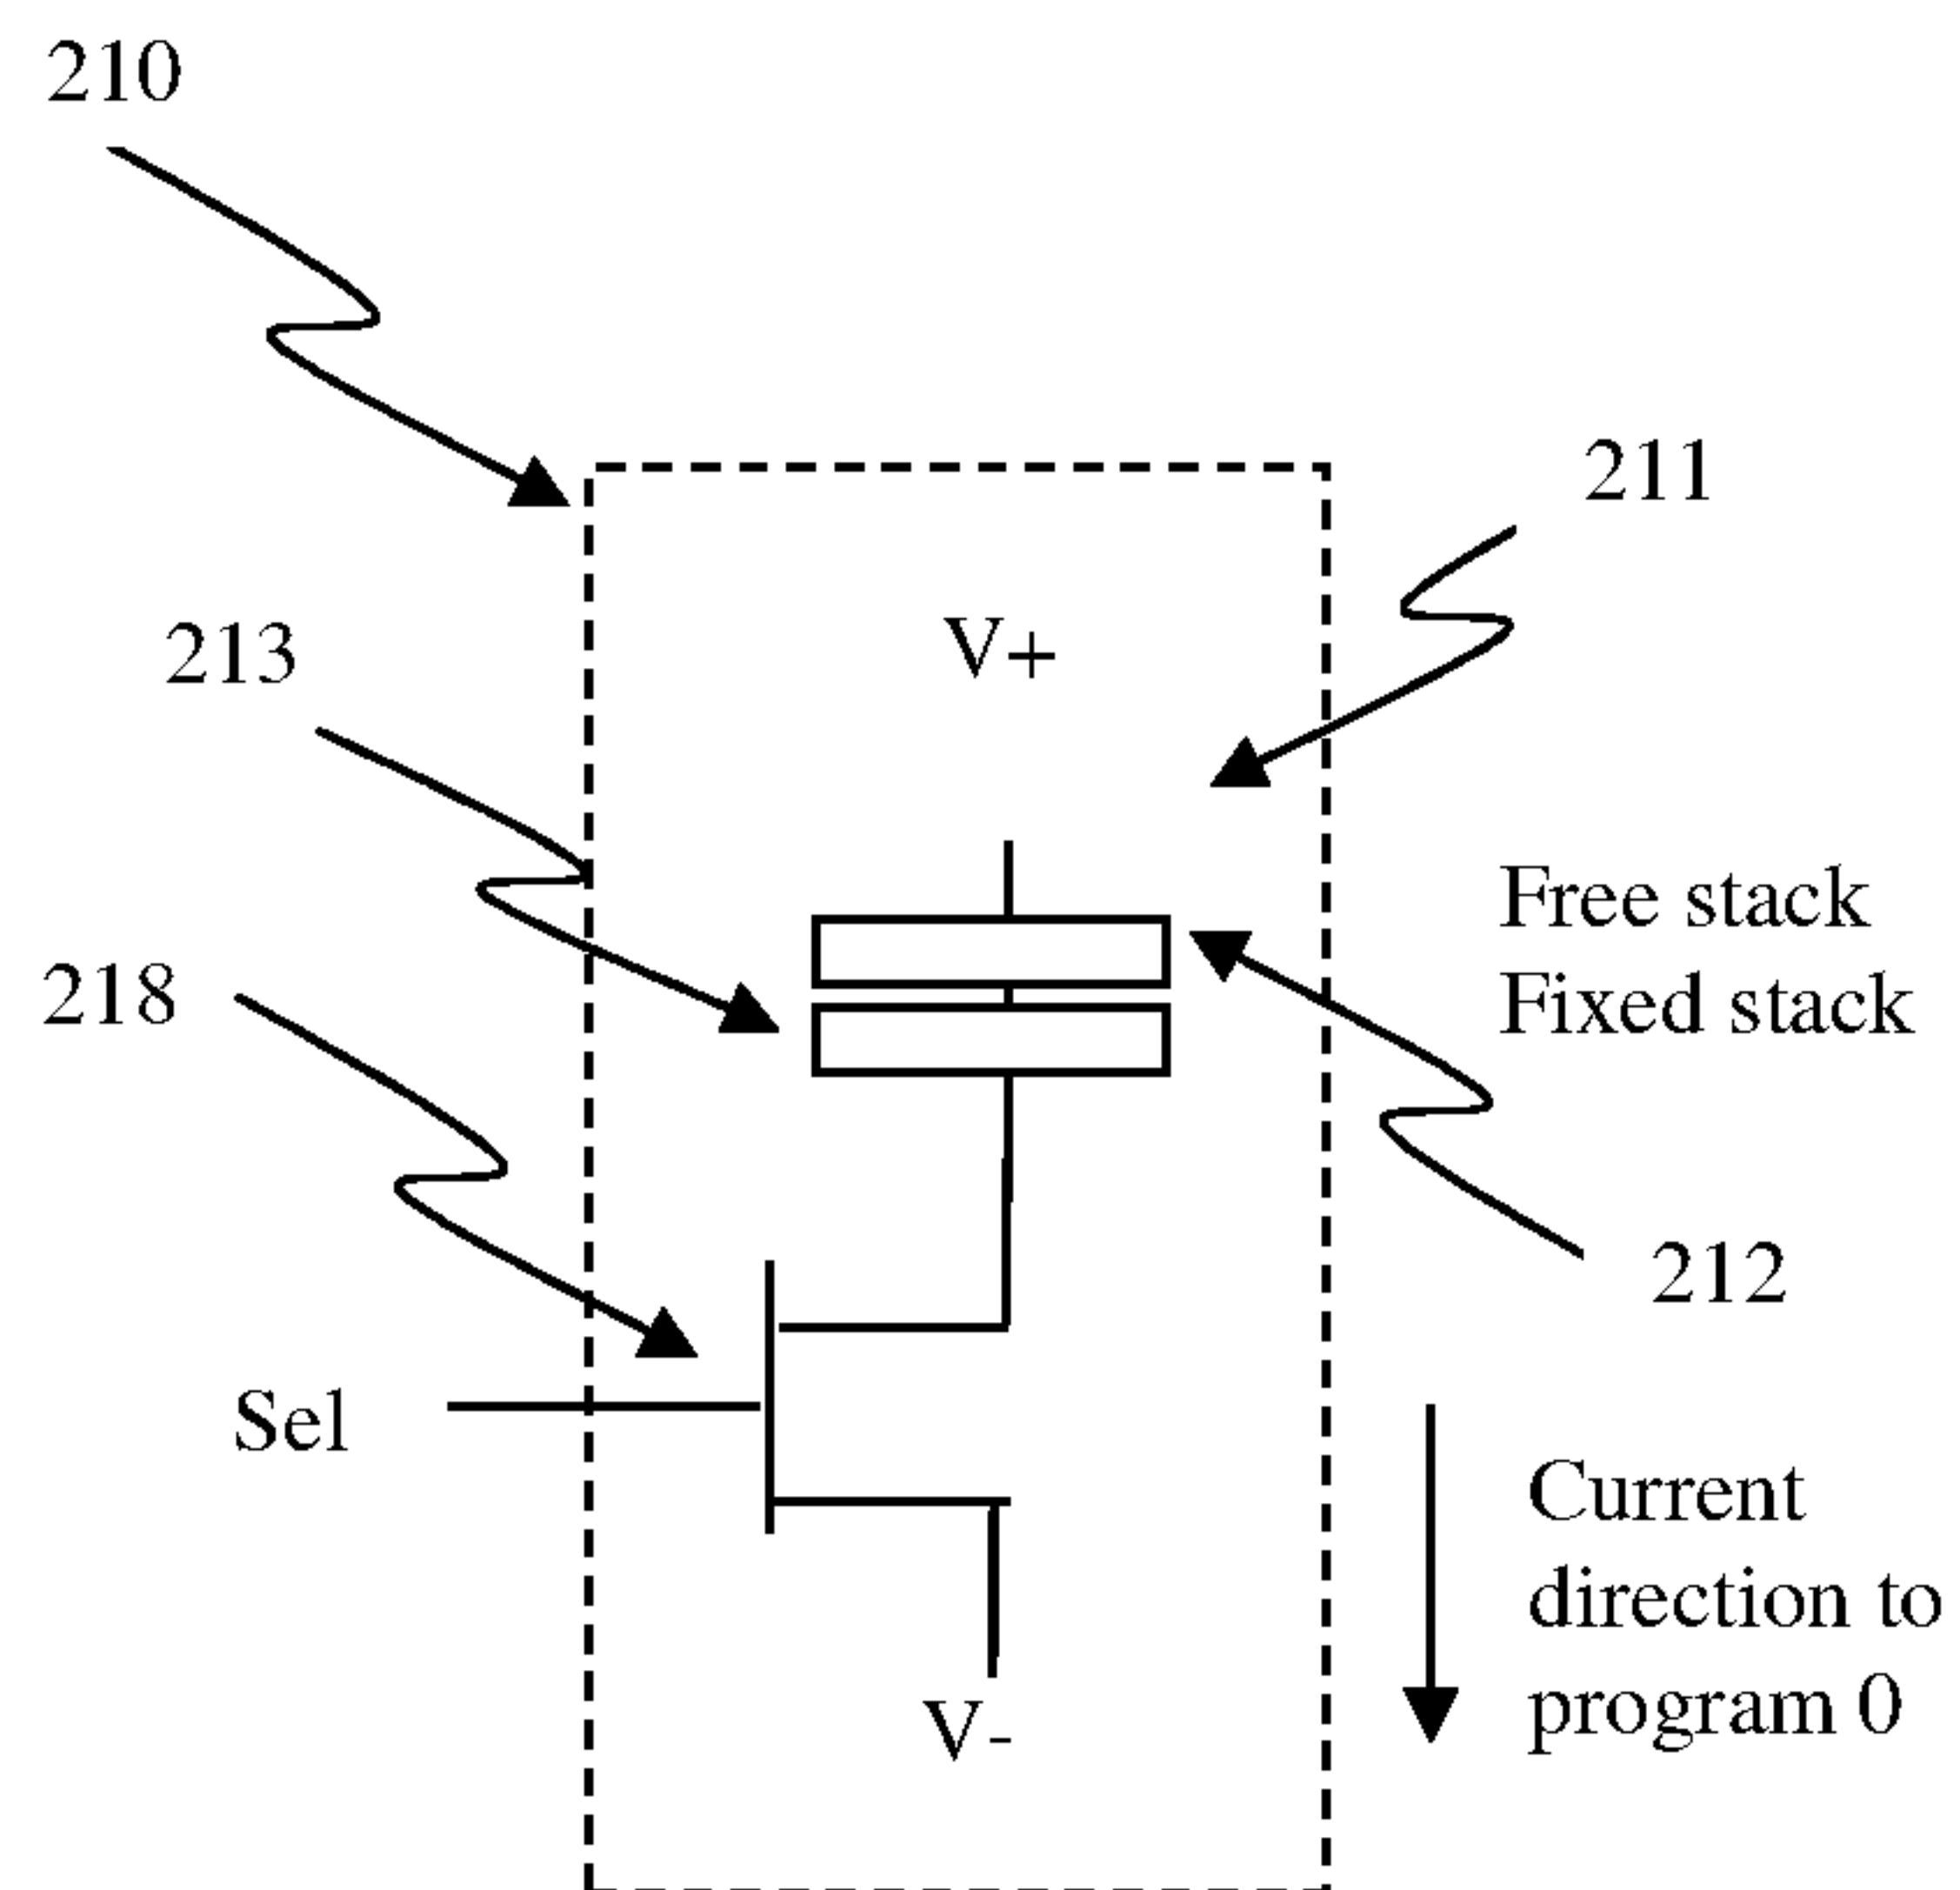 210
211
V+
213
Free stack
218
Fixed stack
212
Sel
Current
direction to
program 0
V-